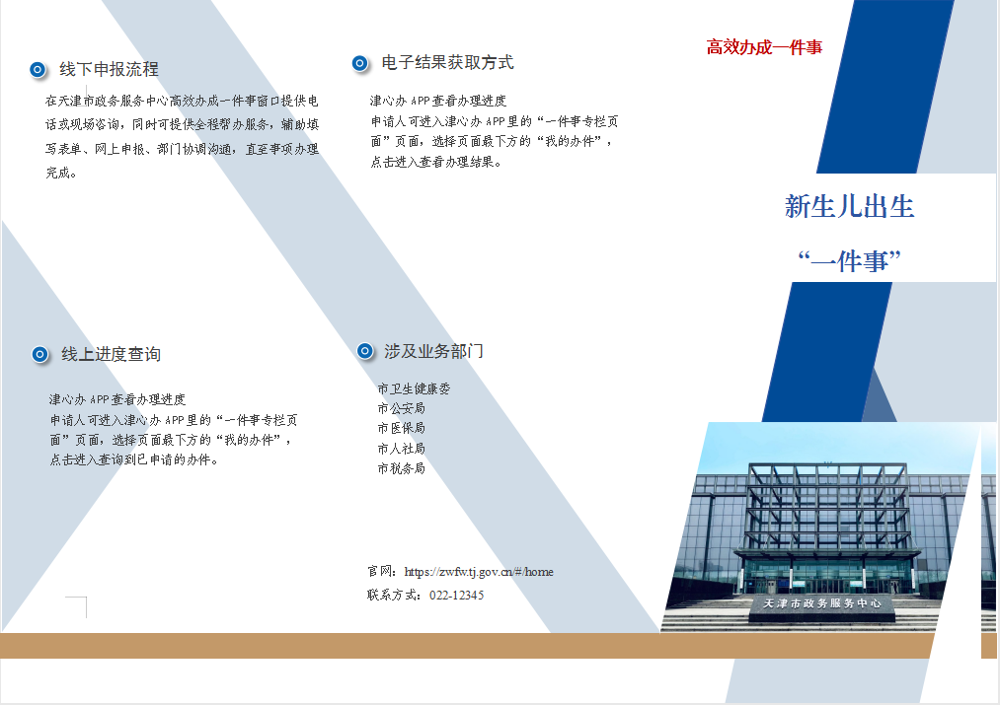 线下申报流程
在天津市政务服务中心高效办成一件事窗口提供电
话或现场咨询，同时可提供全程帮办服务，辅助填
写表单、网上申报、部门协调沟通，直至事项办理
完成。
线上进度查询
津心办 APP 查看办理进度
申请人可进入津心办 APP 里的“一件事专栏页
面”页面，选择页面最下方的“我的办件”，
点击进入查询到已申请的办件。
电子结果获取方式
津心办 APP 查看办理进度
申请人可进入津心办 APP 里的“一件事专栏页
面”页面，选择页面最下方的“我的办件”，
点击进入查看办理结果。
涉及业务部门
市卫生健康委
市公安局
市医保局
市人社局
市税务局
官网：https://zwfw.tj.gov.cn/#/home
联系方式：022-12345
高效办成一件事
新生儿出生
“一件事”
天津市政务服务中心